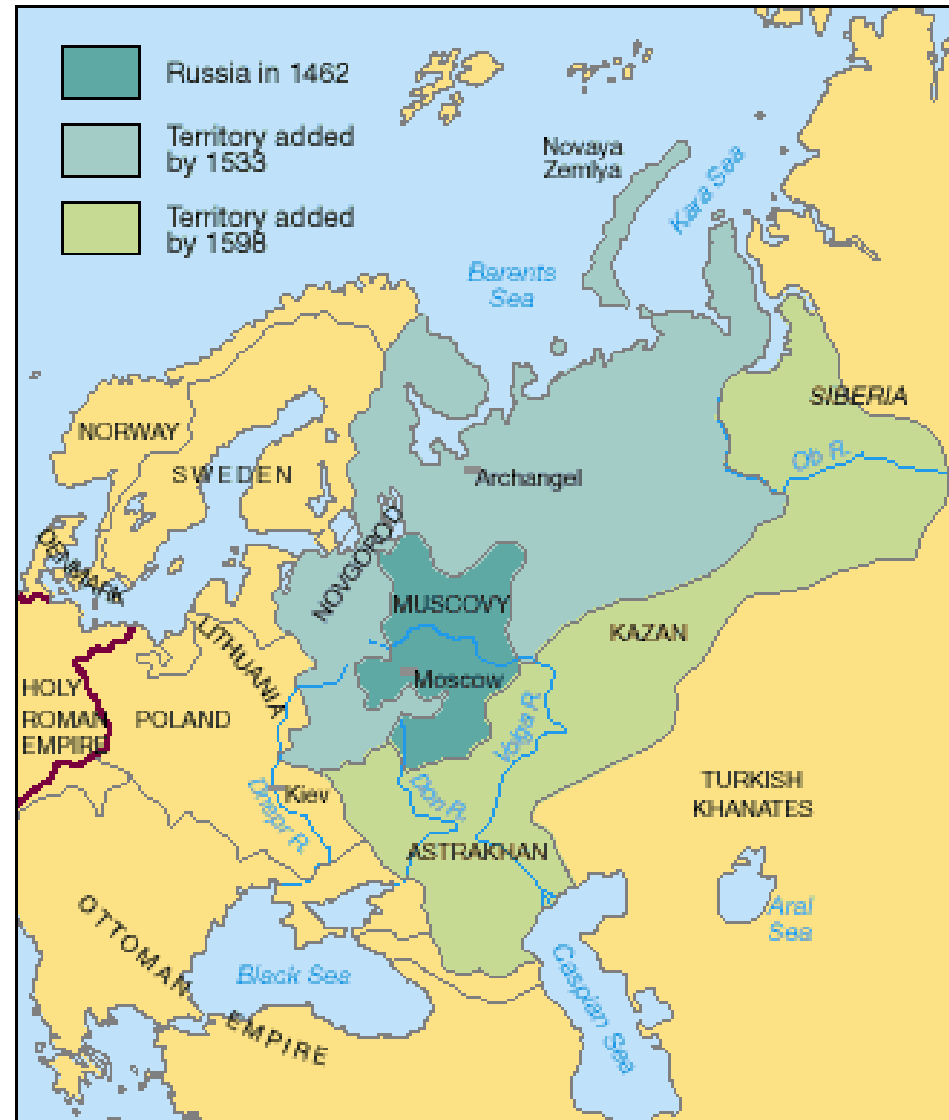 Russia in 1462
Territory added
by 1533
Territory added
by 1598
Novaya
Zemlya
Kara Sea
Barents
Sea
SIBERIA
NORWAY
Ob R.
SWEDEN
Archangel
NOVGOROD
DENMARK
MUSCOVY
LITHUANIA
KAZAN
Moscow
HOLY
ROMAN
EMPIRE
POLAND
Volga R.
TURKISH
KHANATES
Kiev
Dnepr R.
Don R.
ASTRAKHAN
OTTOMAN
EMPIRE
Aral
Sea
Black Sea
Caspian Sea